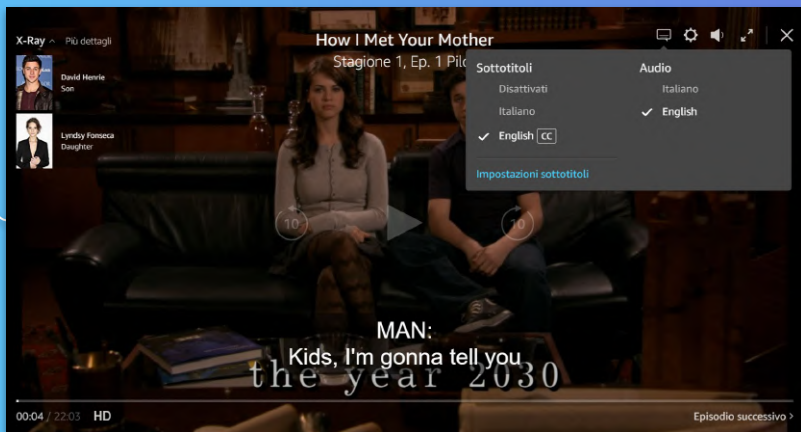 X-Ray Più dettagli
How I Met Your Mother
Stagione 1, Ep. 1 Pilo
David Henrie
Son
Lyndsy Fonseca
Daughter
Sottotitoli
Disattivati
Italiano
English CC
Impostazioni sottotitoli
Audio
Italiano
English
10
10
MAN:
Kids, I'm gonna tell you
the year 2030
00:04 / 22:03 HD
Episodio successivo